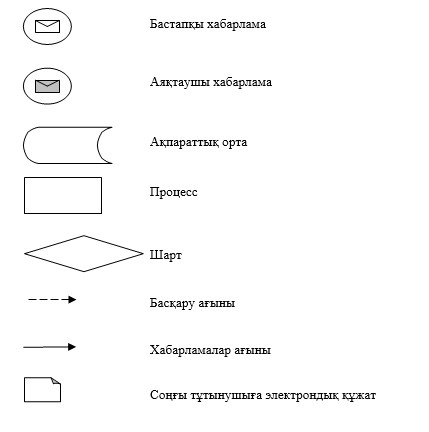 Бастапқы хабарлама
Аяқтаушы хабарлама
Ақпараттық орта
Процесс
Шарт
Басқару ағыны
Хабарламалар ағыны
Соңғы тұтынушыға электрондық құжат